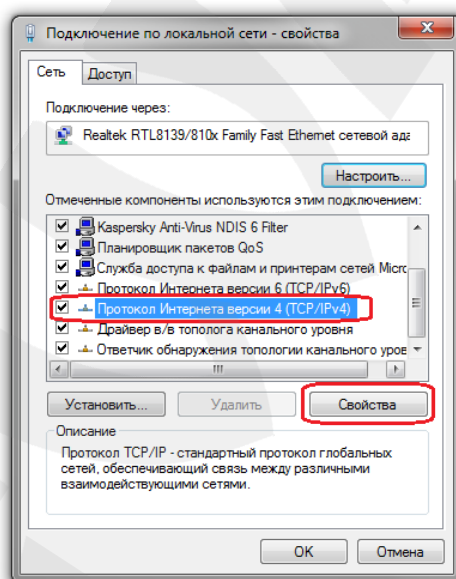 Подключение по локальной сети - свойства
Сеть Доступ
Подключение через:
Realtek RTL8139/810x Family Fast Ethernet сетевой ада
Настроить...
Отмеченные компоненты используются этим подключением:
Kaspersky Anti-Virus NDIS 6 Filter
Планировщик пакетов QoS
Служба доступа к файлам и принтерам сетей Micro
Протокол Интернета версии 6 (TCP/IPv6)
Протокол Интернета версии 4 (TCP/IPv4)
Драйвер в/в тополога канального уровня
Ответчик обнаружения топологии канального уров
Установить... Удалить Свойства
Описание
Протокол TCP/IP - стандартный протокол глобальных
сетей, обеспечивающий связь между различными
взаимодействующими сетями.
OK Отмена